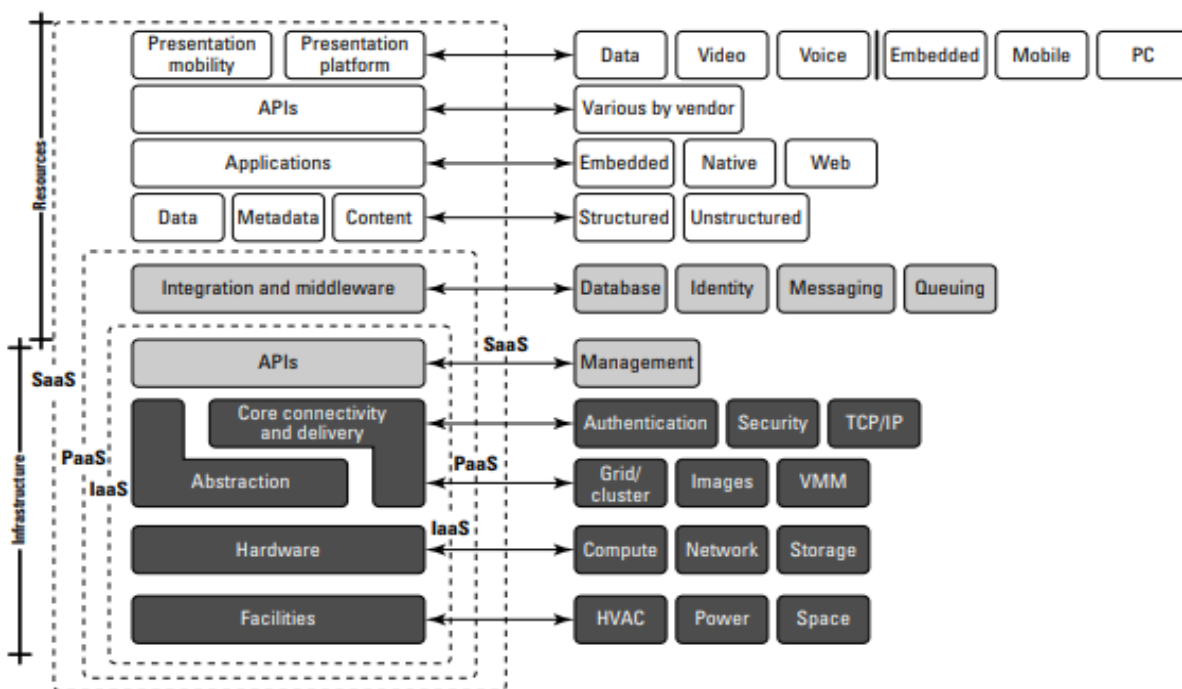 Presentation mobility
Presentation platform
Data
Video
Voice
Embedded
Mobile
PC
APIs
Various by vendor
Applications
Embedded
Native
Web
Resources
Data
Metadata
Content
Structured
Unstructured
Integration and middleware
Database
Identity
Messaging
Queuing
SaaS
APIs
SaaS
Management
Core connectivity
and delivery
Authentication
Security
TCP/IP
PaaS
IaaS
Abstraction
PaaS
Grid/
cluster
Images
VMM
Infrastructure
Hardware
IaaS
Compute
Network
Storage
Facilities
HVAC
Power
Space